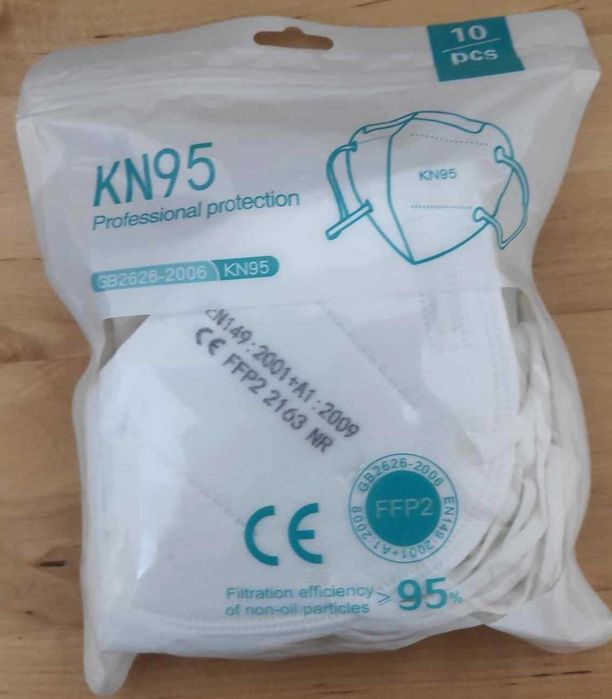 10
pcs
KN95
Professional protection
KN95
GB2626-2006 KN95
EN149:2001+A1:2009
CE FFP2 2163 NR
GB2626-2006
EN149:2001+A1-2009
FFP2
CE
Filtration efficiency
of non-oil particles ≥95%